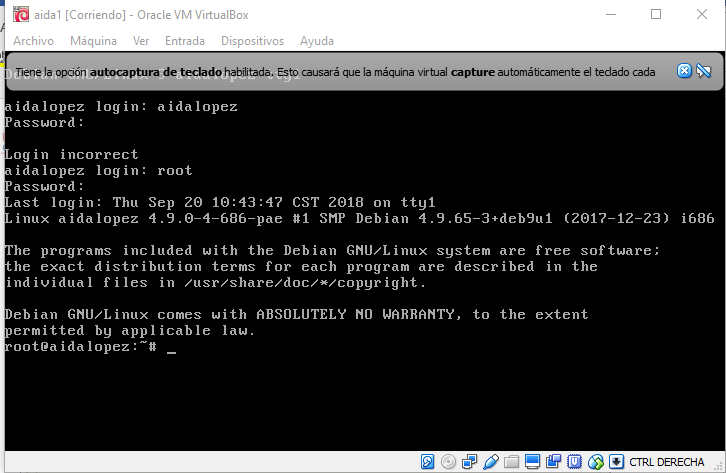 aida1 [Corriendo] - Oracle VM VirtualBox
Archivo Máquina Ver Entrada Dispositivos Ayuda
Tiene la opción autocaptura de teclado habilitada. Esto causará que la máquina virtual capture automáticamente el teclado cada
Debian GNU/Linux 9 aidalopez tty1
aidalopez login: aidalopez
Password:
Login incorrect
aidalopez login: root
Password:
Last login: Thu Sep 20 10:43:47 CST 2018 on tty1
Linux aidalopez 4.9.0-4-686-pae #1 SMP Debian 4.9.65-3+deb9u1 (2017-12-23) i686
The programs included with the Debian GNU/Linux system are free software;
the exact distribution terms for each program are described in the
individual files in /usr/share/doc/*/copyright.
Debian GNU/Linux comes with ABSOLUTELY NO WARRANTY, to the extent
permitted by applicable law.
root@aidalopez:~# _
CTRL DERECHA